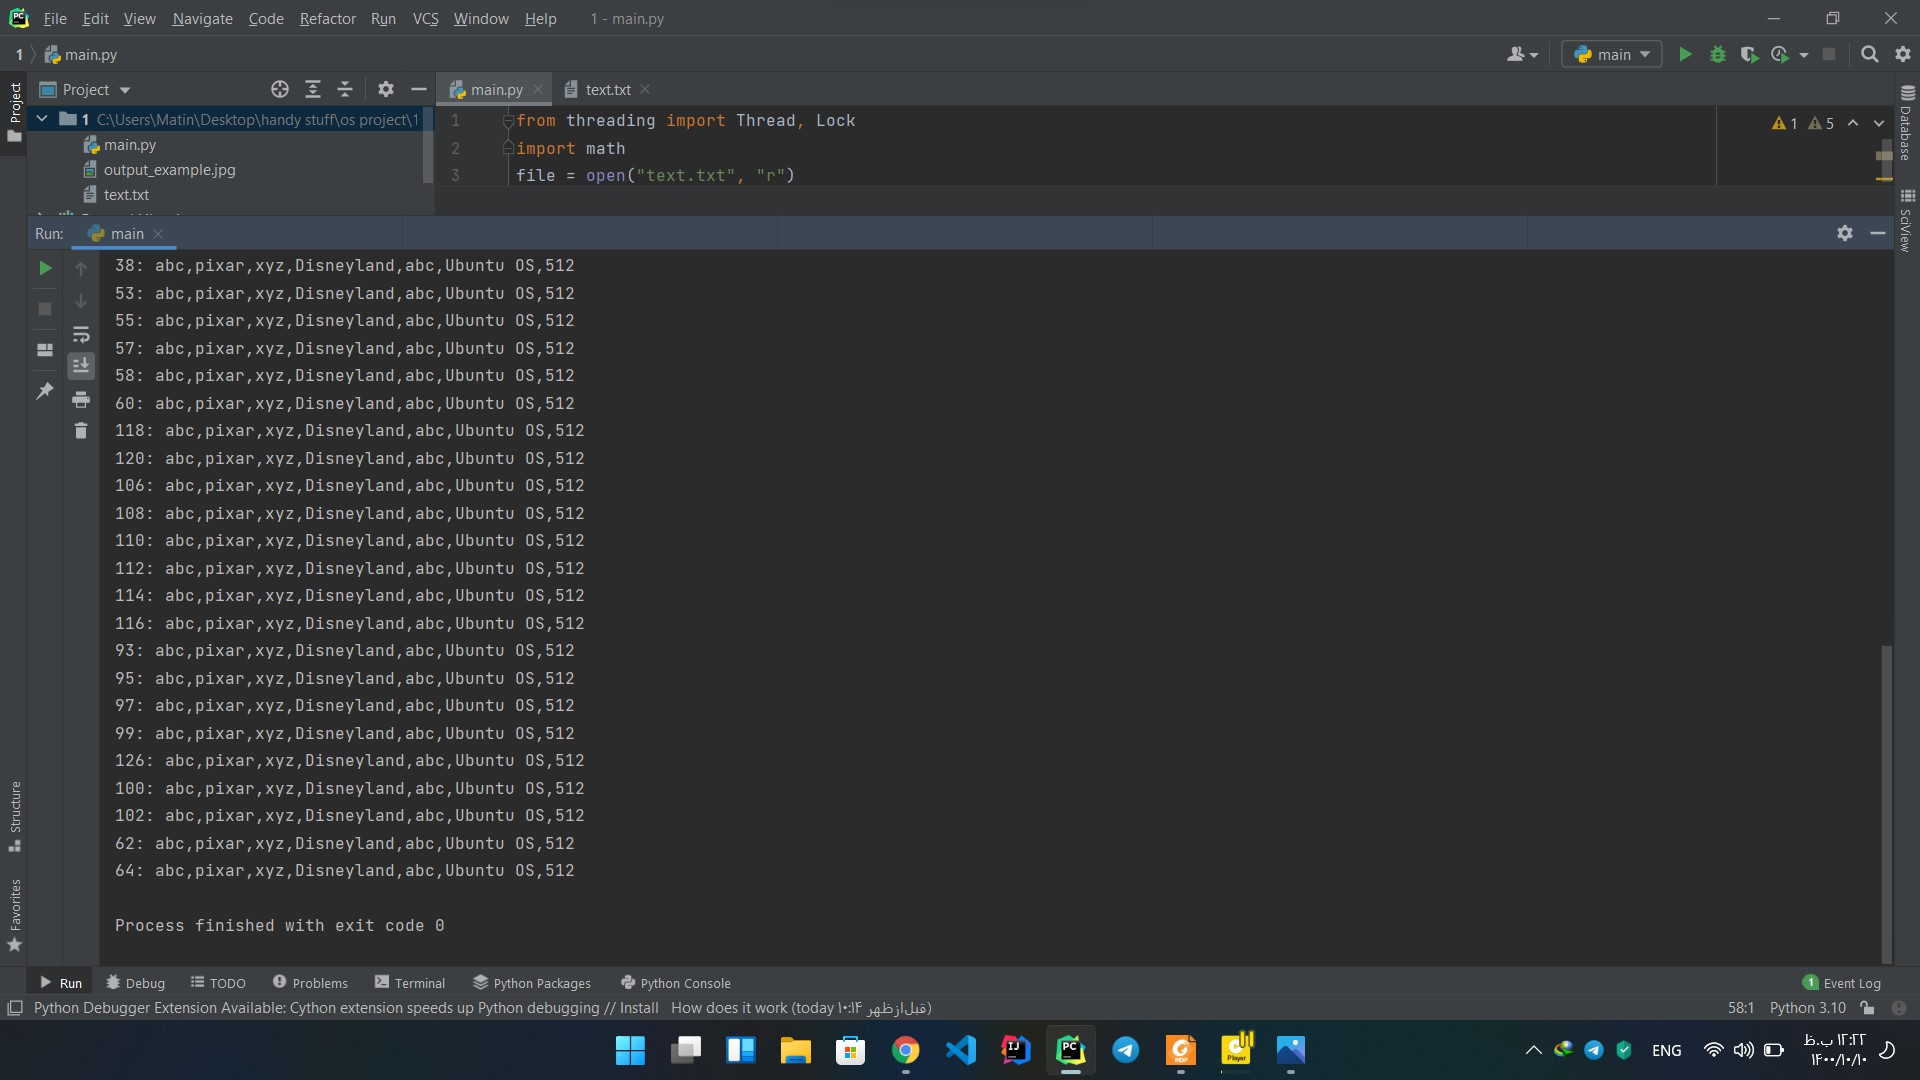 File Edit View Navigate Code Refactor Run VCS Window Help 1 - main.py
1 main.py main
Project main.py text.txt
Project
1 C:\Users\Matin\Desktop\handy stuff\os project\1
main.py
output_example.jpg
text.txt
1 from threading import Thread, Lock
2 import math
3 file = open("text.txt", "r")
1 5
Database
SciView
Run: main
38: abc,pixar,xyz,Disneyland,abc,Ubuntu OS,512
53: abc,pixar,xyz,Disneyland,abc,Ubuntu OS,512
55: abc,pixar,xyz,Disneyland,abc,Ubuntu OS,512
57: abc,pixar,xyz,Disneyland,abc,Ubuntu OS,512
58: abc,pixar,xyz,Disneyland,abc,Ubuntu OS,512
60: abc,pixar,xyz,Disneyland,abc,Ubuntu OS,512
118: abc,pixar,xyz,Disneyland,abc,Ubuntu OS,512
120: abc,pixar,xyz,Disneyland,abc,Ubuntu OS,512
106: abc,pixar,xyz,Disneyland,abc,Ubuntu OS,512
108: abc,pixar,xyz,Disneyland,abc,Ubuntu OS,512
110: abc,pixar,xyz,Disneyland,abc,Ubuntu OS,512
112: abc,pixar,xyz,Disneyland,abc,Ubuntu OS,512
114: abc,pixar,xyz,Disneyland,abc,Ubuntu OS,512
116: abc,pixar,xyz,Disneyland,abc,Ubuntu OS,512
93: abc,pixar,xyz,Disneyland,abc,Ubuntu OS,512
95: abc,pixar,xyz,Disneyland,abc,Ubuntu OS,512
97: abc,pixar,xyz,Disneyland,abc,Ubuntu OS,512
99: abc,pixar,xyz,Disneyland,abc,Ubuntu OS,512
126: abc,pixar,xyz,Disneyland,abc,Ubuntu OS,512
100: abc,pixar,xyz,Disneyland,abc,Ubuntu OS,512
102: abc,pixar,xyz,Disneyland,abc,Ubuntu OS,512
62: abc,pixar,xyz,Disneyland,abc,Ubuntu OS,512
64: abc,pixar,xyz,Disneyland,abc,Ubuntu OS,512
Process finished with exit code 0
Structure
Favorites
Run Debug TODO Problems Terminal Python Packages Python Console 1 Event Log
Python Debugger Extension Available: Cython extension speeds up Python debugging // Install How does it work (today ۱۰:۱۴ قبل‌ازظهر) 58:1 Python 3.10
ENG
۱۲:۲۲ ب.ظ
۱۴۰۰/۱۰/۱۰